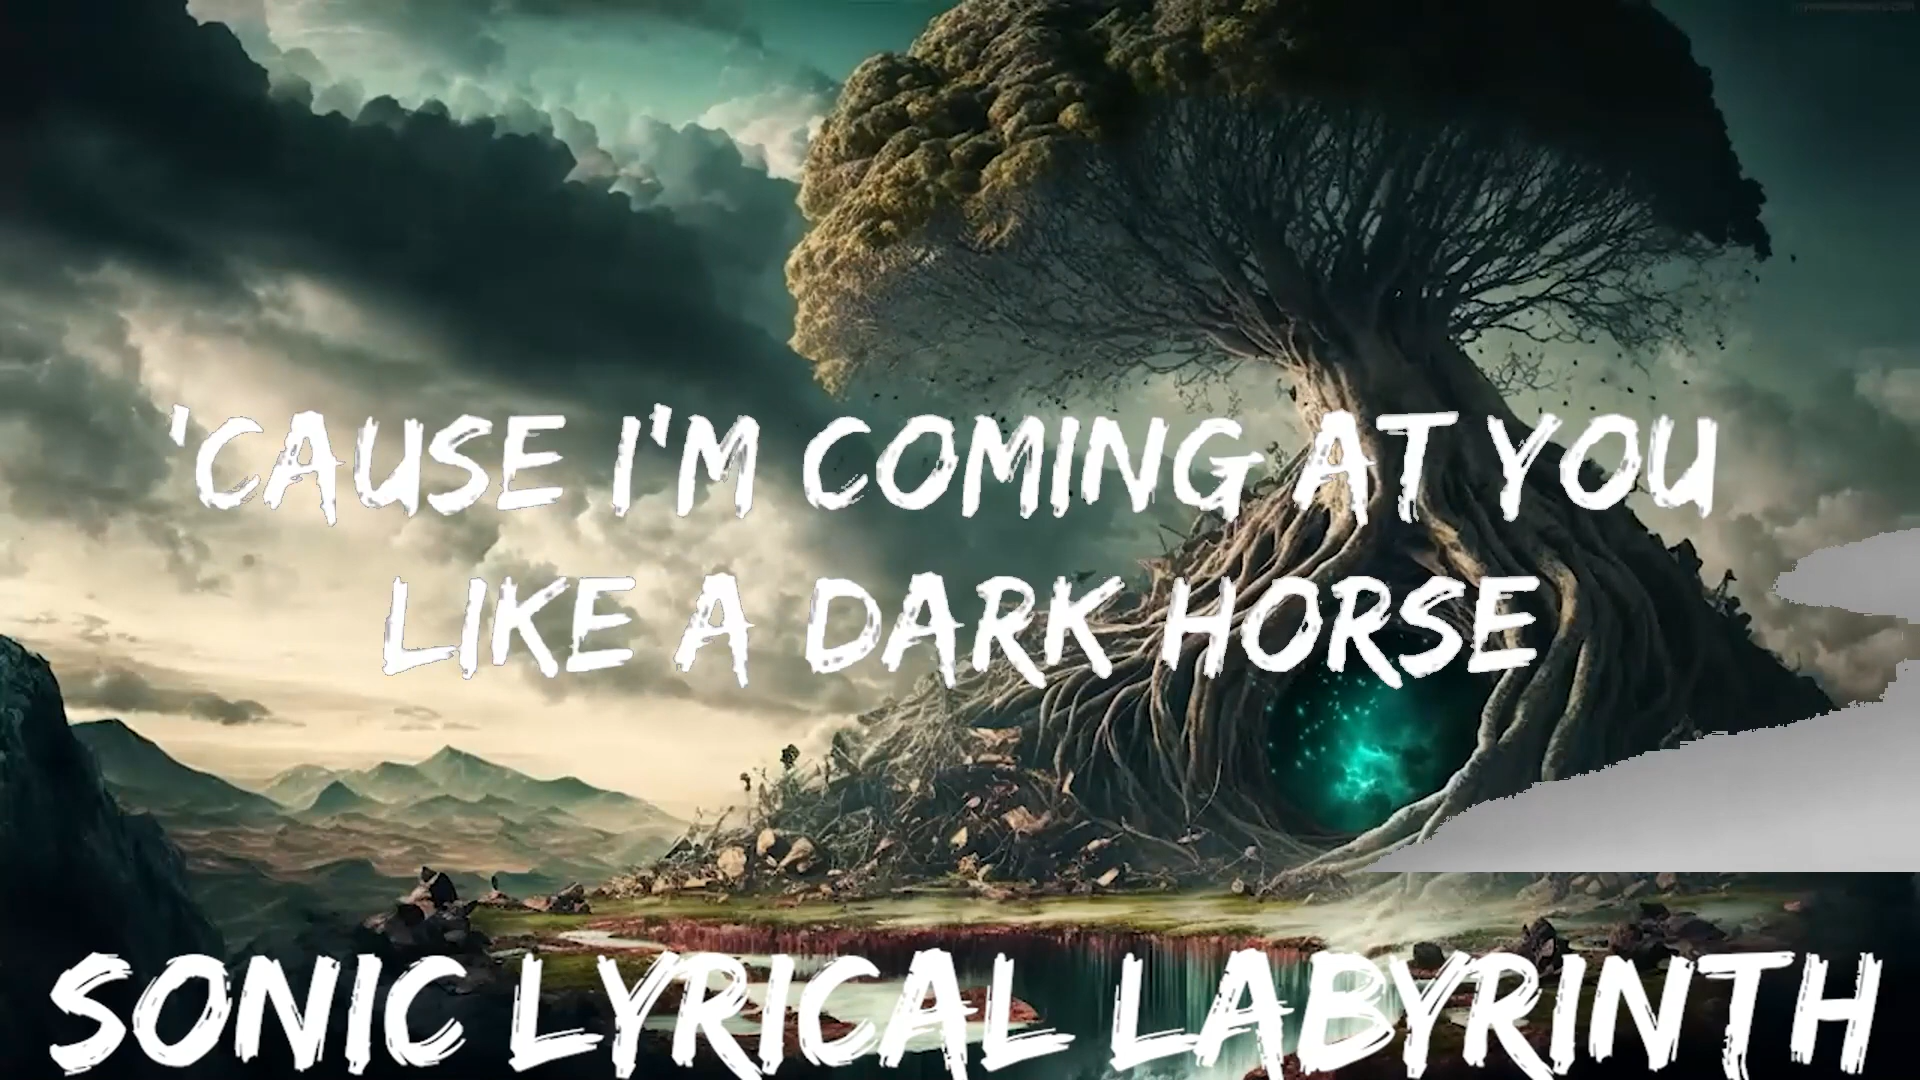 'CAUSE I'M COMING AT YOU
LIKE A DARK HORSE
SONIC LYRICAL LABYRINTH